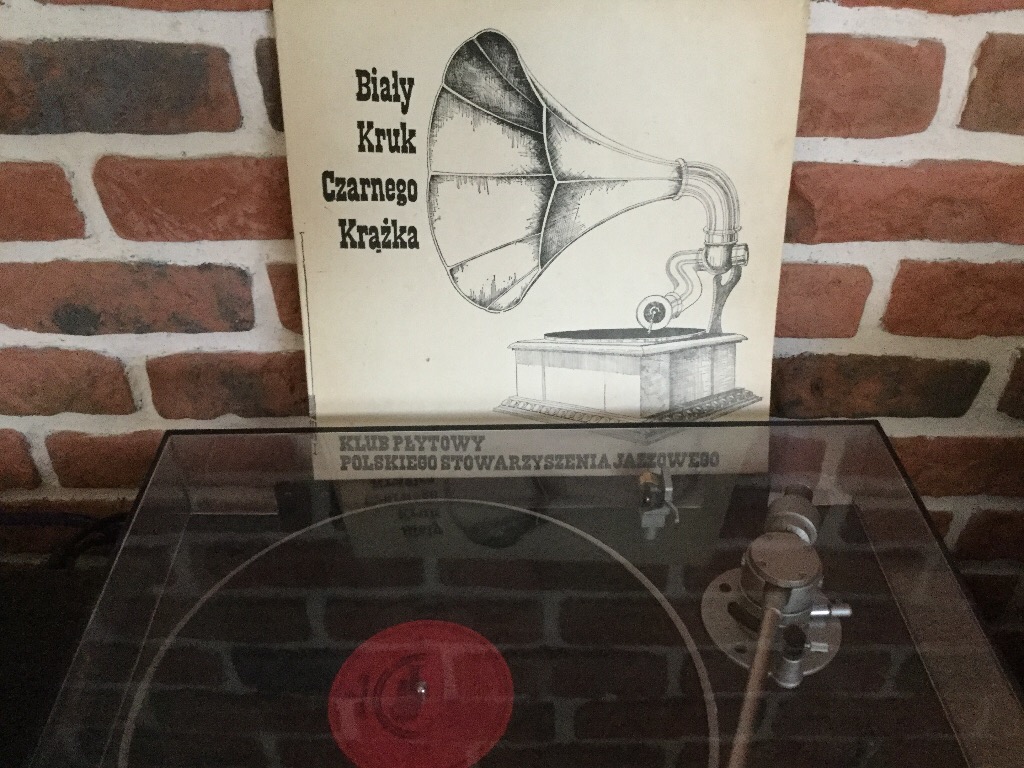 Biały
Kruk
Czarnego
Krążka
KLUB PŁYTOWY
POLSKIEGO STOWARZYSZENIA JAZZOWEGO